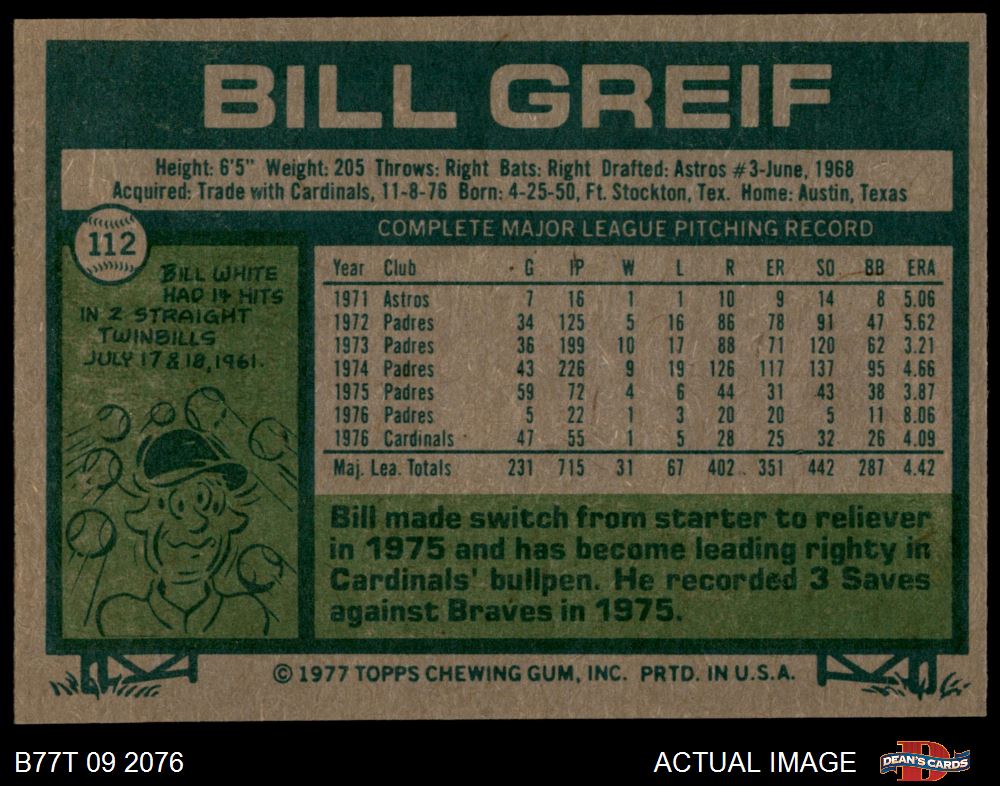 BILL GREIF
Height: 6'5" Weight: 205 Throws: Right Bats: Right Drafted: Astros #3-June, 1968
Acquired: Trade with Cardinals, 11-8-76 Born: 4-25-50, Ft. Stockton, Tex. Home: Austin, Texas
112
BILL WHITE
HAD 14 HITS
IN 2 STRAIGHT
TWINBILLS
JULY 17 & 18, 1961.
COMPLETE MAJOR LEAGUE PITCHING RECORD
Year Club G IP W L R ER SO BB ERA
1971 Astros 7 16 1 1 10 9 14 8 5.06
1972 Padres 34 125 5 16 86 78 91 47 5.62
1973 Padres 36 199 10 17 88 71 120 62 3.21
1974 Padres 43 226 9 19 126 117 137 95 4.66
1975 Padres 59 72 4 6 44 31 43 38 3.87
1976 Padres 5 22 1 3 20 20 5 11 8.06
1976 Cardinals 47 55 1 5 28 25 32 26 4.09
Maj. Lea. Totals 231 715 31 67 402 351 442 287 4.42
Bill made switch from starter to reliever
in 1975 and has become leading righty in
Cardinals' bullpen. He recorded 3 Saves
against Braves in 1975.
© 1977 TOPPS CHEWING GUM, INC. PRTD. IN U.S.A.
B77T 09 2076
ACTUAL IMAGE
D
DEAN'S CARDS